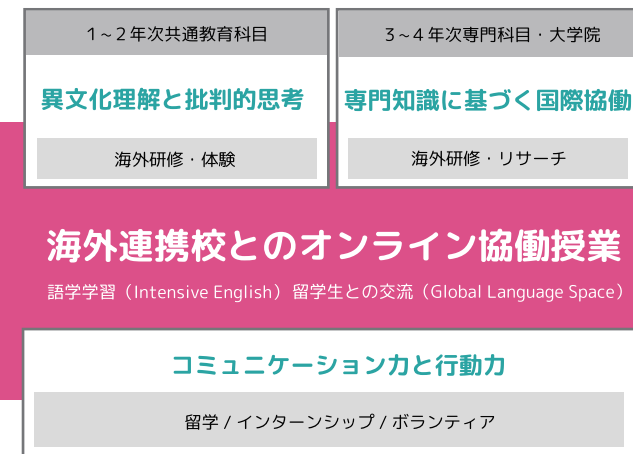 1～2年次共通教育科目
異文化理解と批判的思考
海外研修・体験
3～4年次専門科目・大学院
専門知識に基づく国際協働
海外研修・リサーチ
海外連携校とのオンライン協働授業
語学学習（Intensive English）留学生との交流（Global Language Space）
コミュニケーション力と行動力
留学 / インターンシップ / ボランティア